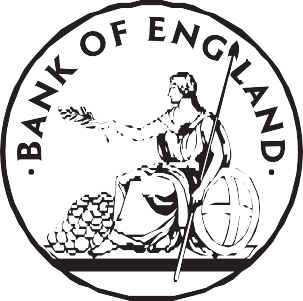 · BANK OF ENGLAND ·